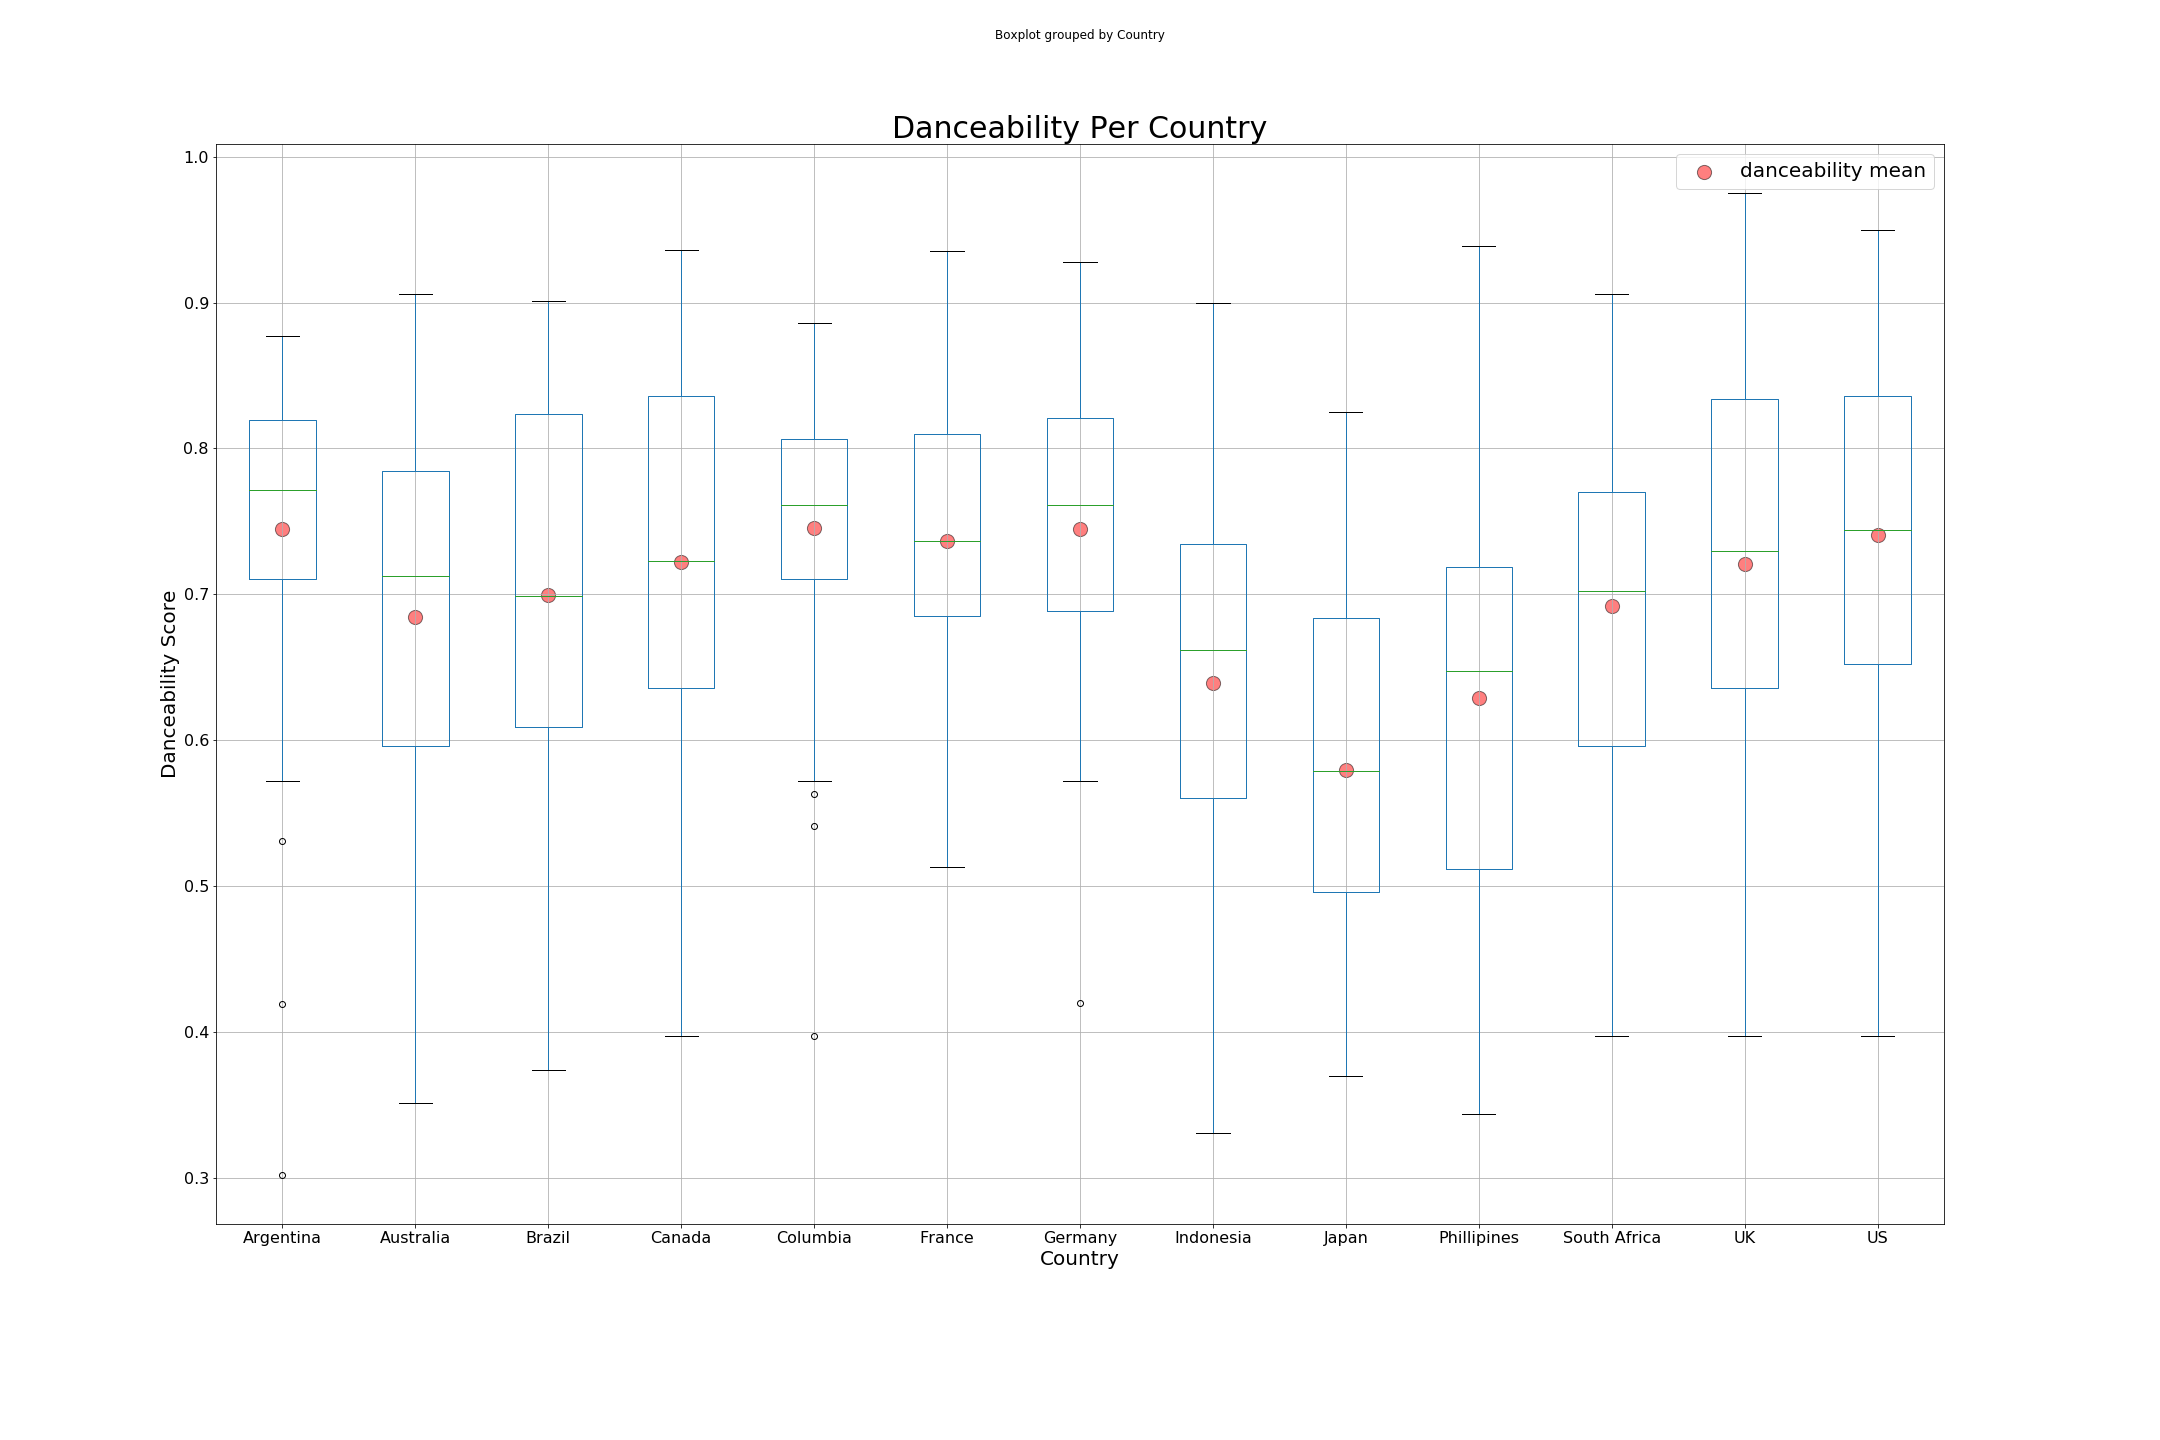 Boxplot grouped by Country
Danceability Per Country
danceability mean
1.0
0.9
0.8
0.7
0.6
0.5
0.4
0.3
Danceability Score
Argentina Australia Brazil Canada Columbia France Germany Indonesia Japan Phillipines South Africa UK US
Country